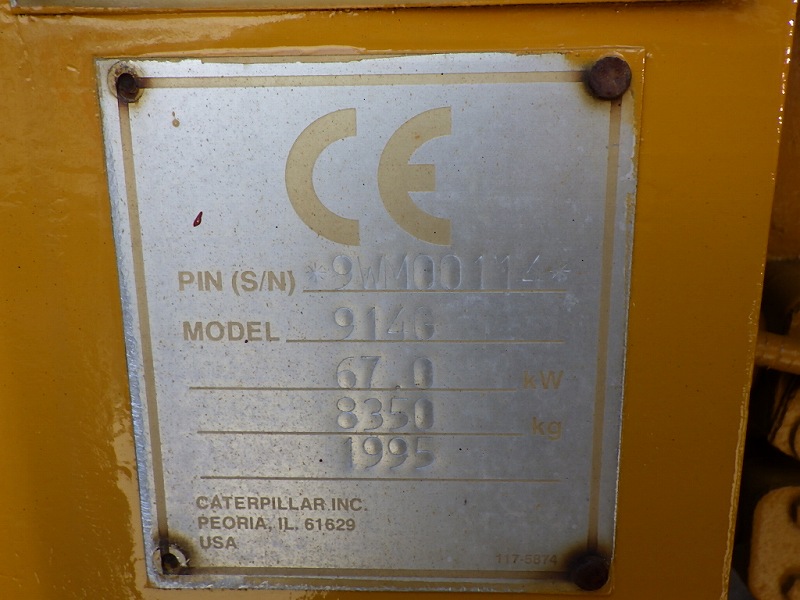 CE
PIN (S/N) *9WM00114*
MODEL 914G
67.0 kW
8350 kg
1995
CATERPILLAR INC.
PEORIA, IL. 61629
USA
117-5874